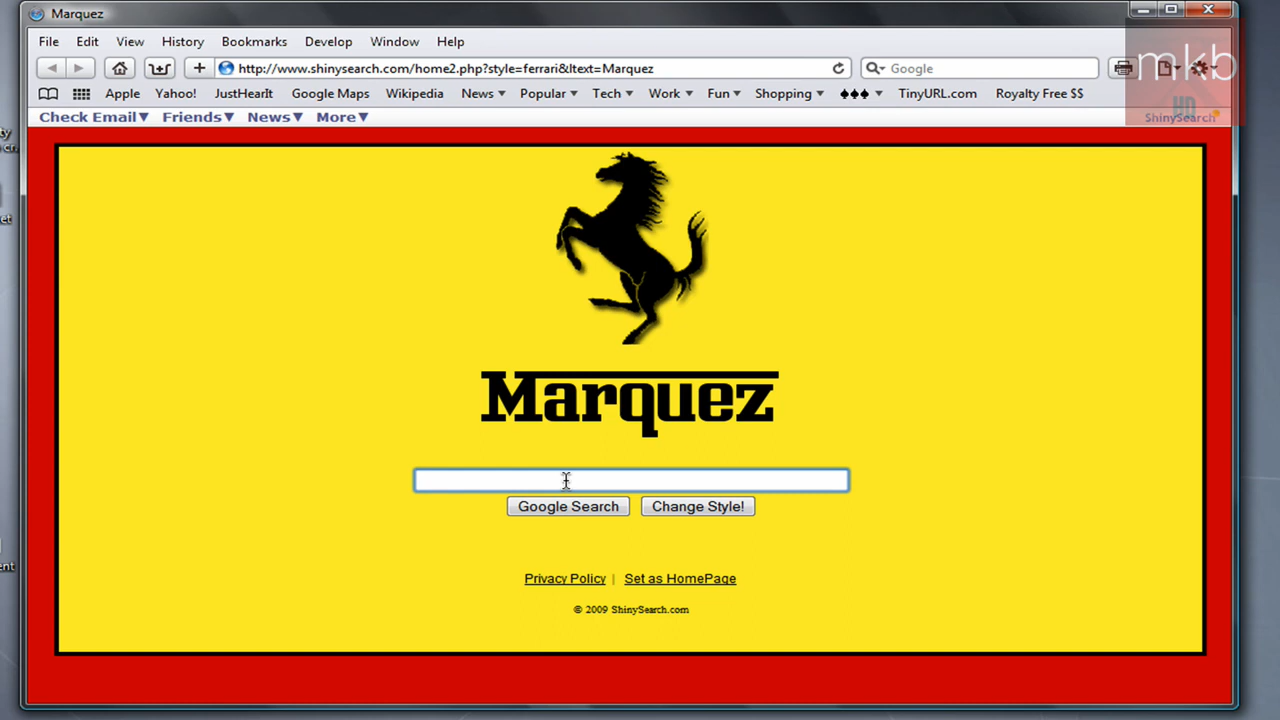 Marquez
File Edit View History Bookmarks Develop Window Help
http://www.shinysearch.com/home2.php?style=ferrari&ltext=Marquez
Google
mkb
Apple Yahoo! JustHearIt Google Maps Wikipedia News Popular Tech Work Fun Shopping ♠♠♠ TinyURL.com Royalty Free $$
HD
Check Email Friends News More
ShinySearch
Marquez
Google Search Change Style!
Privacy Policy | Set as HomePage
© 2009 ShinySearch.com